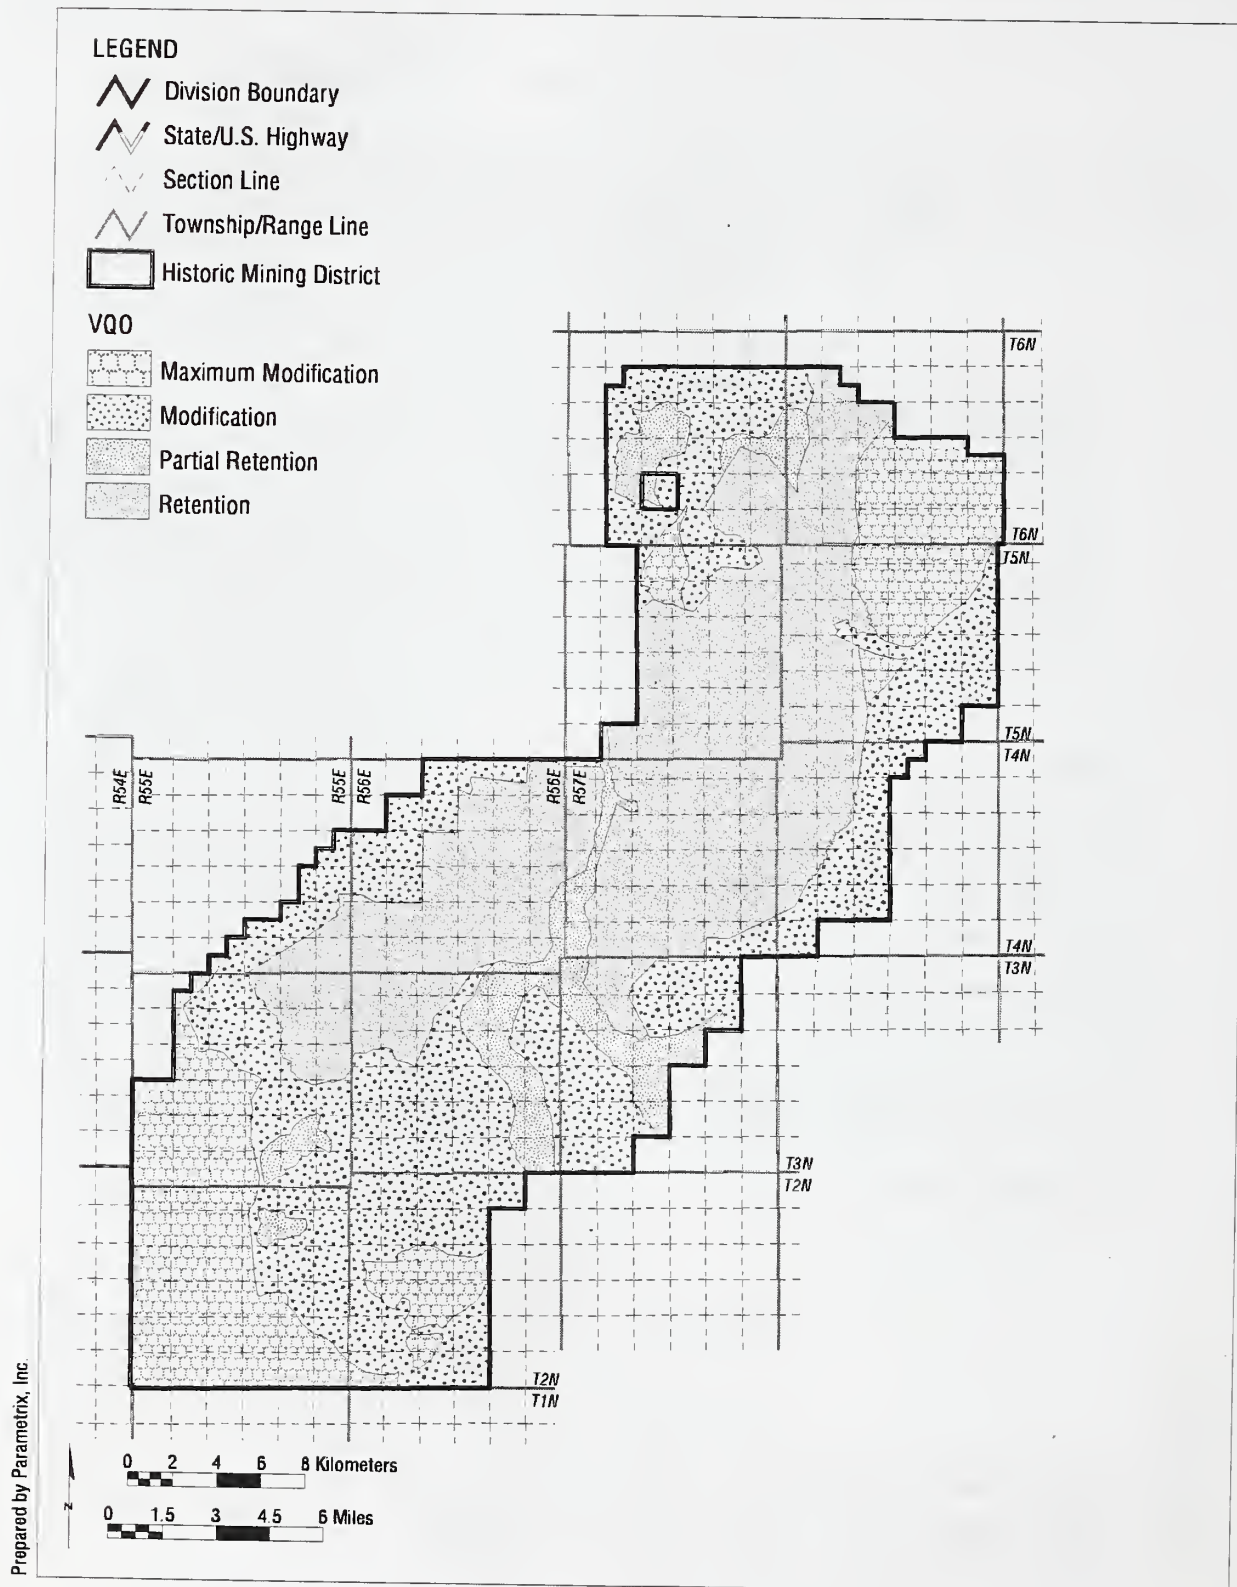 LEGEND
Division Boundary
State/U.S. Highway
Section Line
Township/Range Line
Historic Mining District
VQO
Maximum Modification
Modification
Partial Retention
Retention
T6N
T6N
T5N
T5N
T4N
R54E
R55E
R55E
R56E
R56E
R57E
T4N
T3N
T3N
T2N
T2N
T1N
0 2 4 6 8 Kilometers
0 1.5 3 4.5 6 Miles
N
Prepared by Parametrix, Inc.